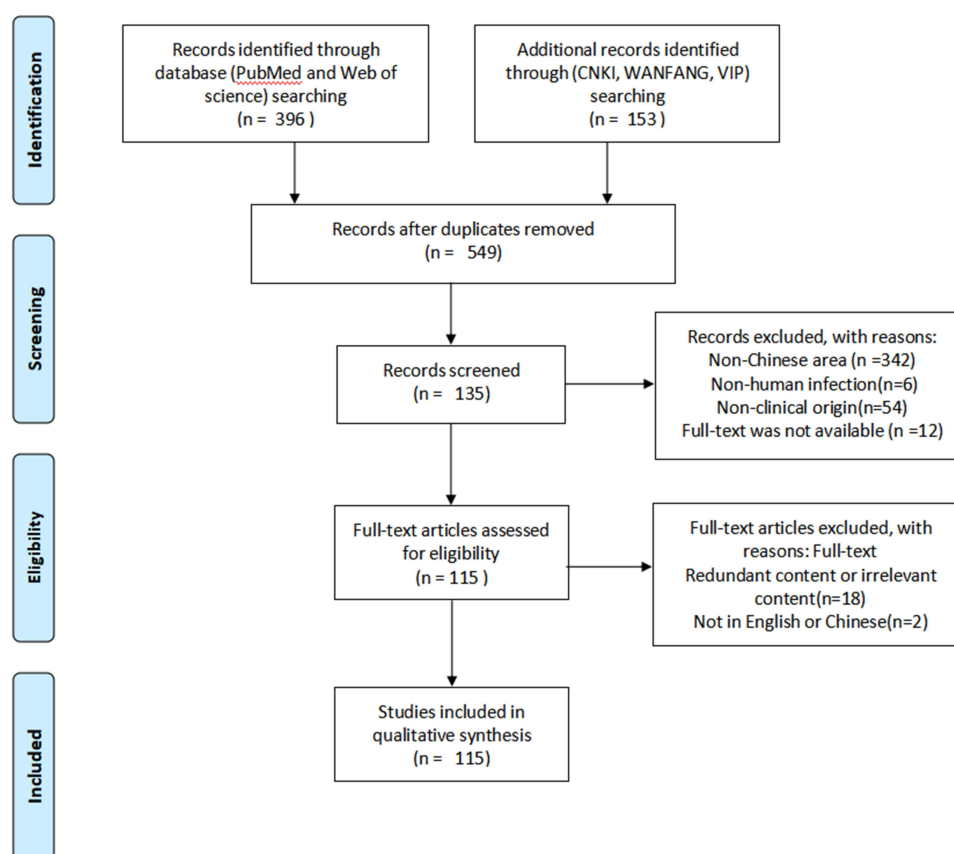 Identification
Records identified through
database (PubMed and Web of
science) searching
(n = 396 )
Additional records identified
through (CNKI, WANFANG, VIP)
searching
(n = 153 )
Records after duplicates removed
(n = 549)
Screening
Records screened
(n = 135)
Records excluded, with reasons:
Non-Chinese area (n =342)
Non-human infection(n=6)
Non-clinical origin(n=54)
Full-text was not available (n =12)
Eligibility
Full-text articles assessed
for eligibility
(n = 115 )
Full-text articles excluded, with
reasons: Full-text
Redundant content or irrelevant
content(n=18)
Not in English or Chinese(n=2)
Included
Studies included in
qualitative synthesis
(n = 115)